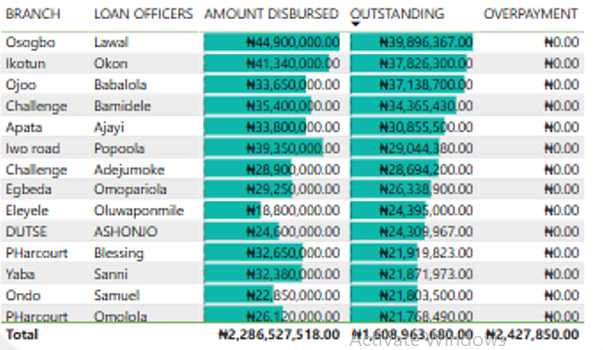 BRANCH LOAN OFFICERS AMOUNT DISBURSED OUTSTANDING OVERPAYMENT
Osogbo Lawal ₦44,900,000.00 ₦39,896,367.00 ₦0.00
Ikotun Okon ₦41,340,000.00 ₦37,826,300.00 ₦0.00
Ojoo Babalola ₦33,650,000.00 ₦37,138,700.00 ₦0.00
Challenge Bamidele ₦35,400,000.00 ₦34,365,430.00 ₦0.00
Apata Ajayi ₦33,800,000.00 ₦30,855,500.00 ₦0.00
Iwo road Popoola ₦39,350,000.00 ₦29,044,380.00 ₦0.00
Challenge Adejumoke ₦28,900,000.00 ₦28,694,200.00 ₦0.00
Egbeda Omopariola ₦29,250,000.00 ₦26,338,900.00 ₦0.00
Eleyele Oluwaponmile ₦18,800,000.00 ₦24,395,000.00 ₦0.00
DUTSE ASHONJO ₦24,600,000.00 ₦24,309,967.00 ₦0.00
PHarcourt Blessing ₦32,650,000.00 ₦21,919,823.00 ₦0.00
Yaba Sanni ₦32,380,000.00 ₦21,871,973.00 ₦0.00
Ondo Samuel ₦22,850,000.00 ₦21,803,500.00 ₦0.00
PHarcourt Omolola ₦26,120,000.00 ₦21,768,490.00 ₦0.00
Total ₦2,286,527,518.00 ₦1,608,963,680.00 ₦2,427,850.00
Activate Windows